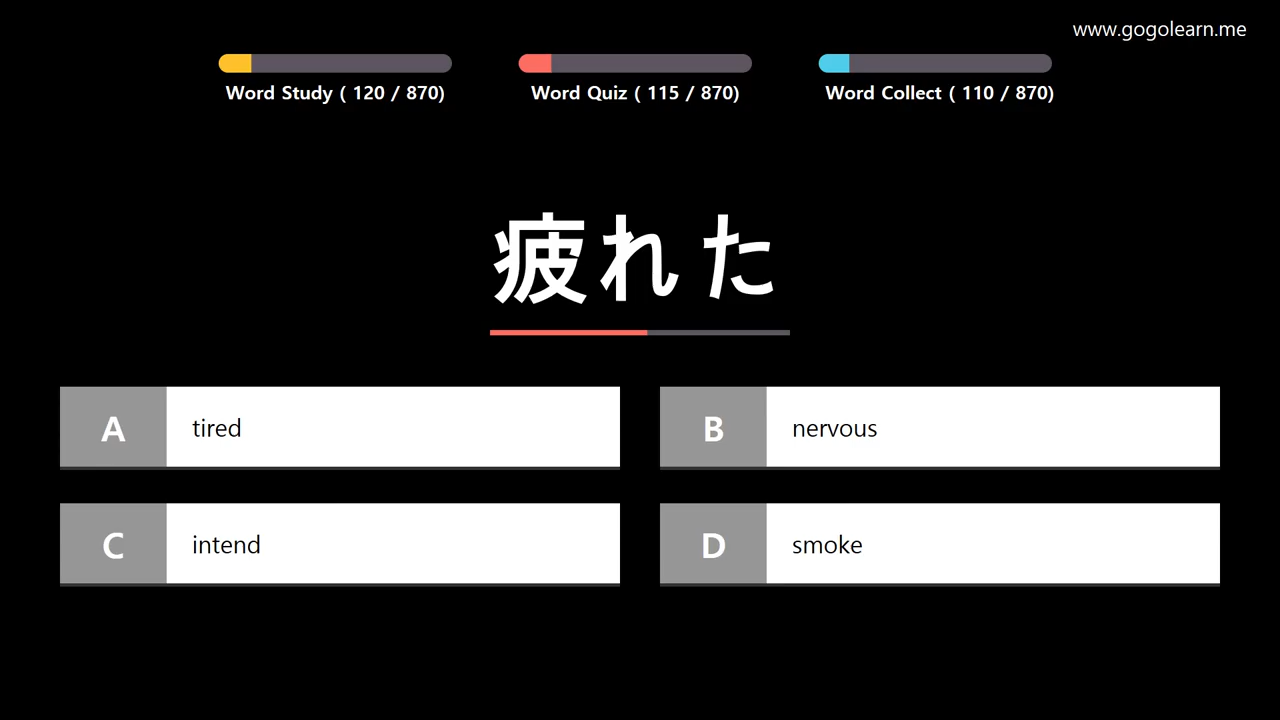 www.gogolearn.me
Word Study ( 120 / 870)
Word Quiz ( 115 / 870)
Word Collect ( 110 / 870)
疲れた
A tired
B nervous
C intend
D smoke